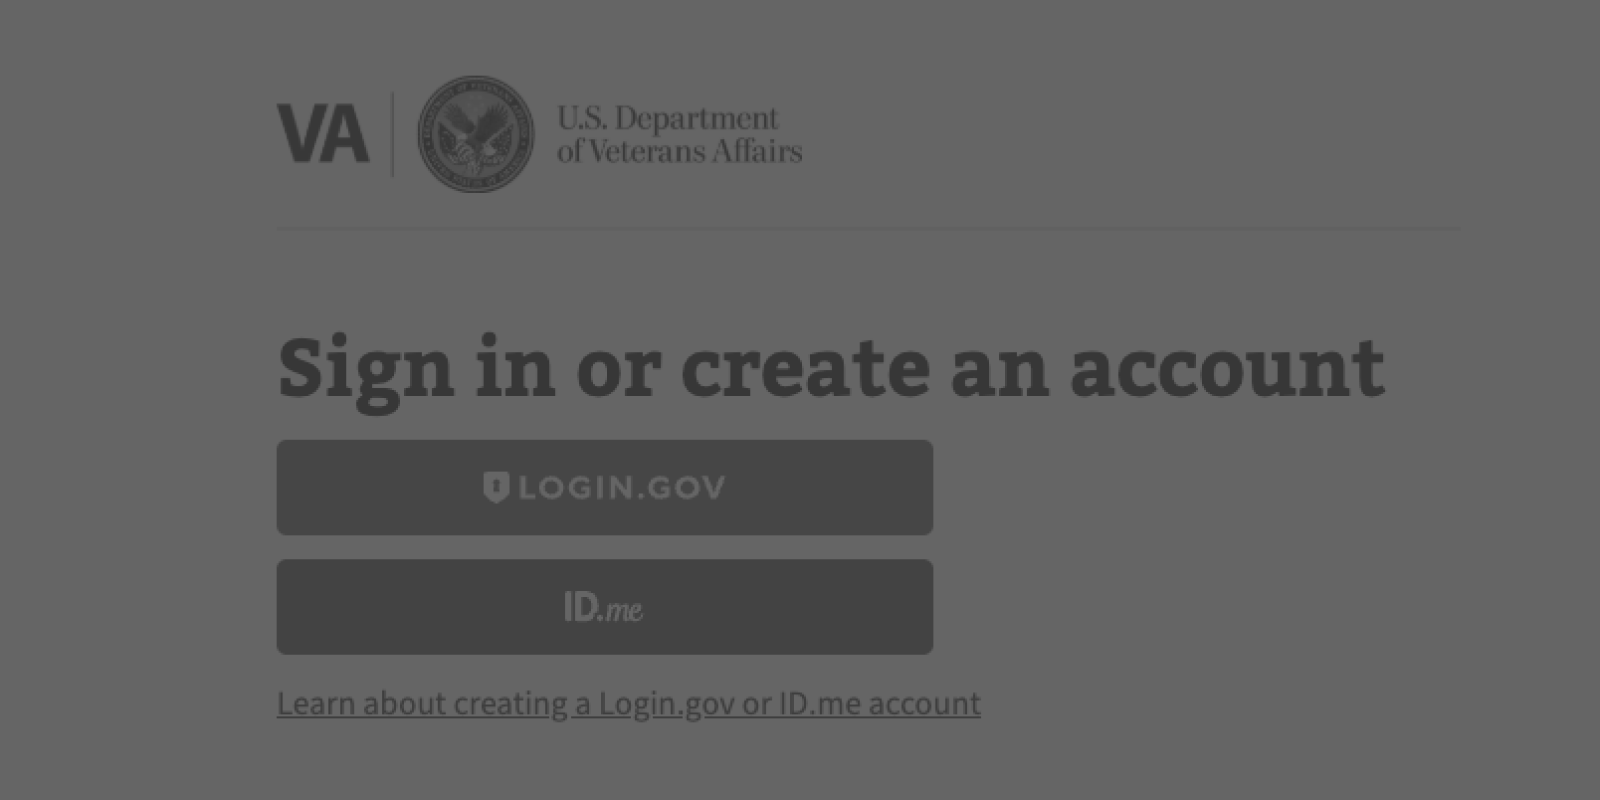 VA
U.S. Department
of Veterans Affairs
Sign in or create an account
LOGIN.GOV
ID.me
Learn about creating a Login.gov or ID.me account